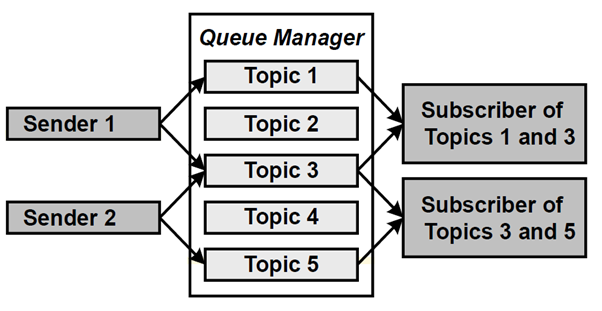 Queue Manager
Topic 1
Topic 2
Topic 3
Topic 4
Topic 5
Sender 1
Sender 2
Subscriber of
Topics 1 and 3
Subscriber of
Topics 3 and 5